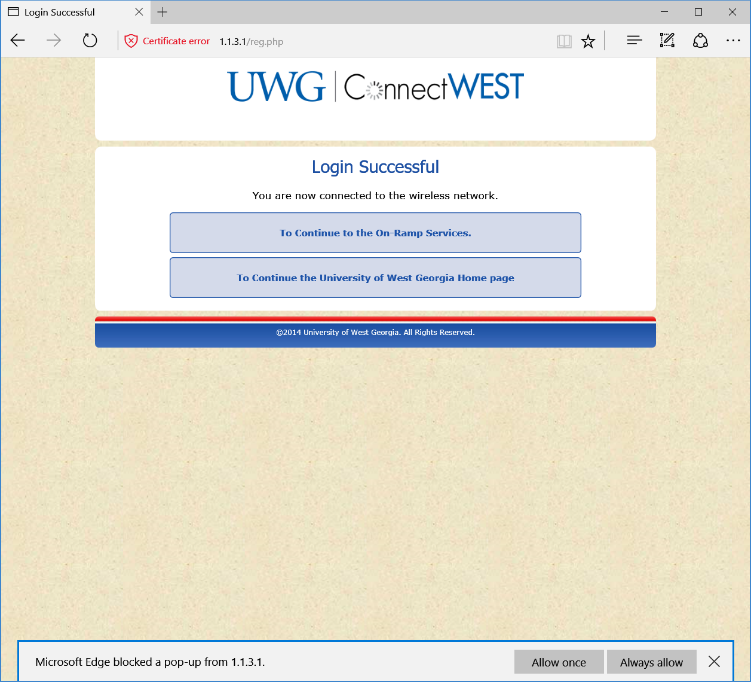 Login Successful
Certificate error 1.1.3.1/reg.php
UWG | ConnectWEST
Login Successful
You are now connected to the wireless network.
To Continue to the On-Ramp Services.
To Continue the University of West Georgia Home page
©2014 University of West Georgia. All Rights Reserved.
Microsoft Edge blocked a pop-up from 1.1.3.1.
Allow once
Always allow